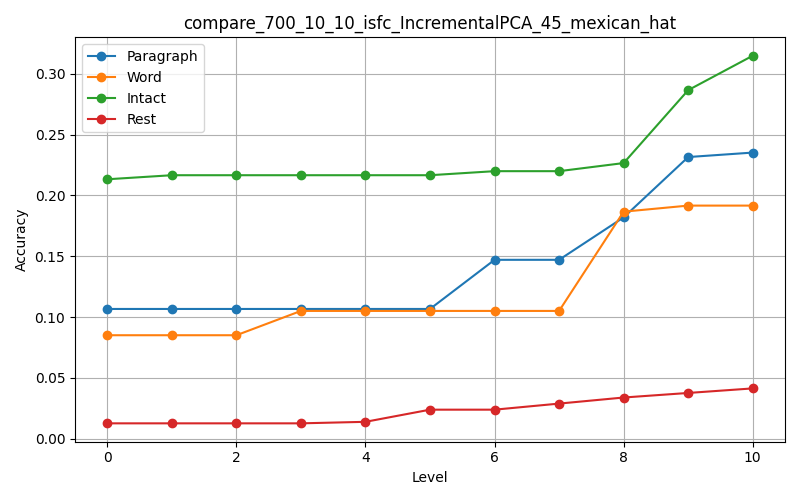 compare_700_10_10_isfc_IncrementalPCA_45_mexican_hat
Paragraph
Word
Intact
Rest
Accuracy
0.30
0.25
0.20
0.15
0.10
0.05
0.00
0 2 4 6 8 10
Level